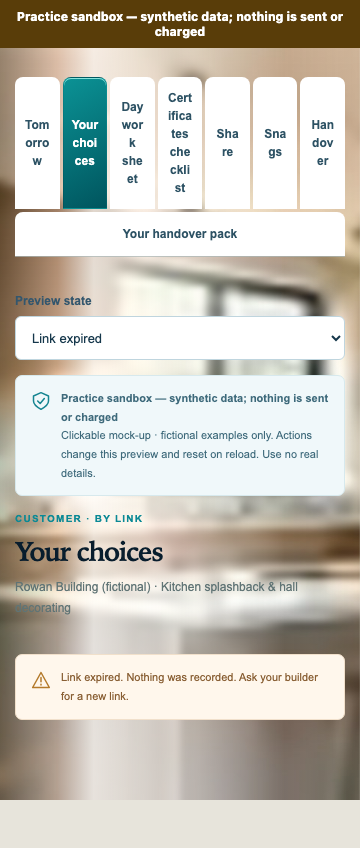 Practice sandbox — synthetic data; nothing is sent or
charged
Tom
orro
w
Your
choi
ces
Day
wor
k
she
et
Cert
ifica
tes
che
ckli
st
Sha
re
Sna
gs
Han
dov
er
Your handover pack
Preview state
Link expired
Practice sandbox — synthetic data; nothing is sent
or charged
Clickable mock-up · fictional examples only. Actions
change this preview and reset on reload. Use no real
details.
CUSTOMER · BY LINK
Your choices
Rowan Building (fictional) · Kitchen splashback & hall
decorating
Link expired. Nothing was recorded. Ask your builder
for a new link.